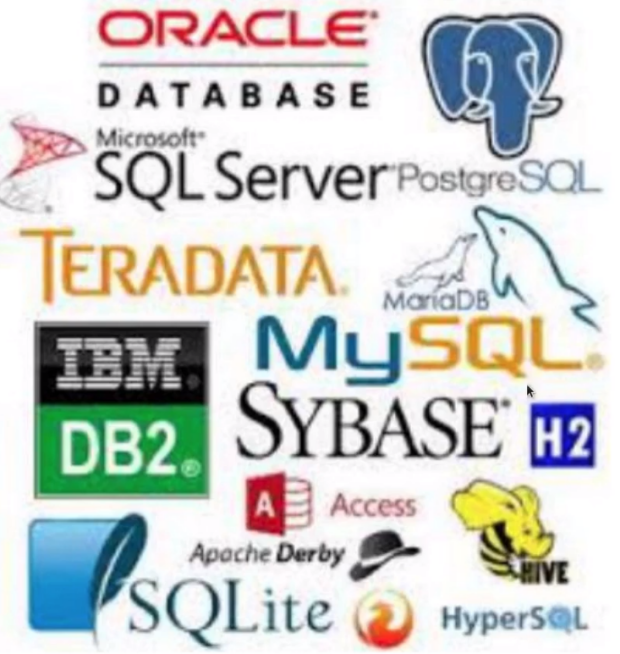 ORACLE®
DATABASE
Microsoft®
SQL Server®
PostgreSQL
TERADATA®
MariaDB
MySQL®
IBM®
DB2®
SYBASE®
H2
A Access
Apache Derby
HIVE
SQLite
HyperSQL